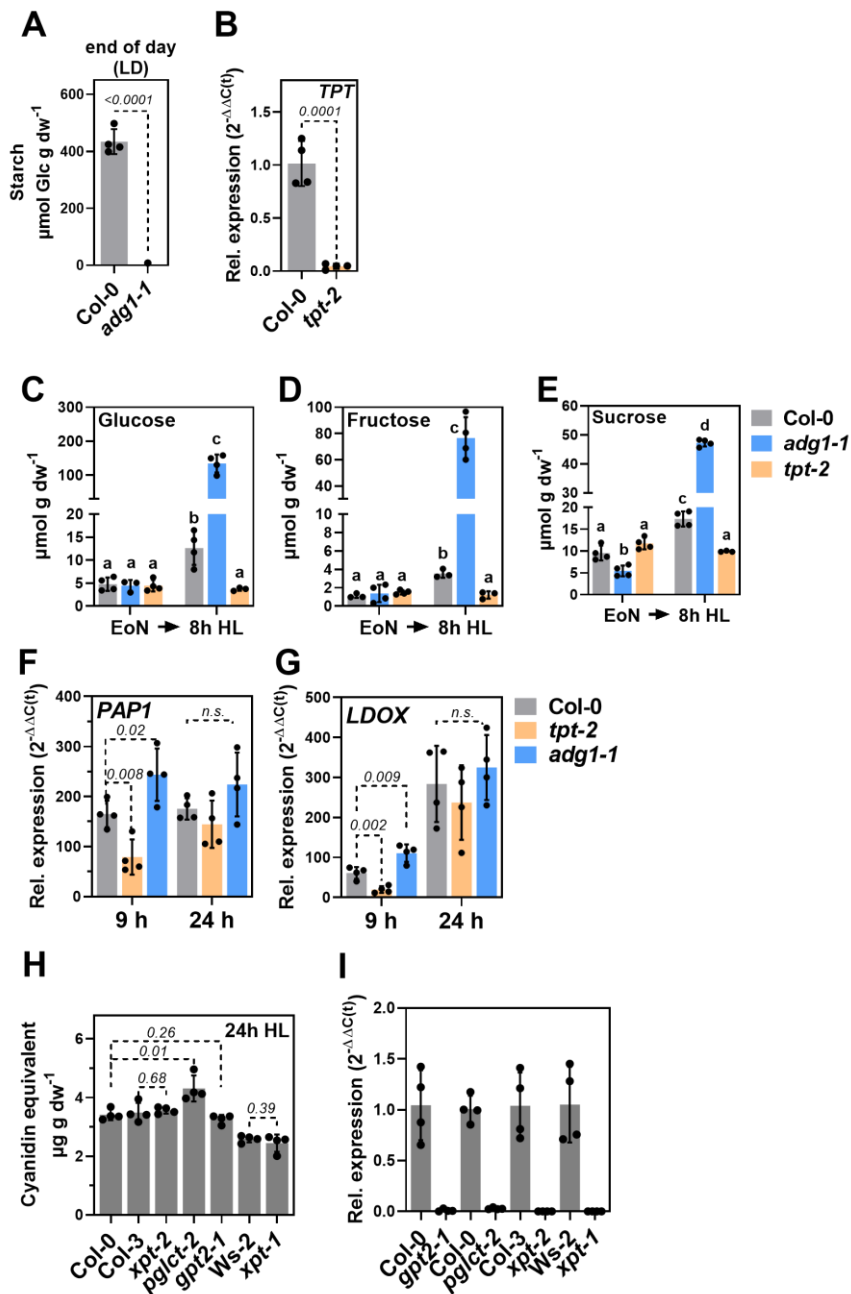 A
end of day
(LD)
Starch
µmol Glc g dw⁻¹
600
400
200
0
<0.0001
Col-0
adg1-1
B
Rel. expression (2^-ΔΔC(t))
TPT
0.0001
1.5
1.0
0.5
0.0
Col-0
tpt-2
C
Glucose
µmol g dw⁻¹
300
200
100
20
15
10
5
0
a a a b c a
EoN → 8h HL
D
Fructose
µmol g dw⁻¹
100
80
60
40
20
6
4
2
0
a a a b c a
EoN → 8h HL
E
Sucrose
µmol g dw⁻¹
60
50
40
30
20
15
10
5
0
a b a c d a
EoN → 8h HL
Col-0
adg1-1
tpt-2
F
Rel. expression (2^-ΔΔC(t))
PAP1
400
350
300
250
200
150
100
50
0
0.02
0.008
n.s.
9 h 24 h
G
Rel. expression (2^-ΔΔC(t))
LDOX
500
400
300
200
100
0
0.009
0.002
n.s.
9 h 24 h
Col-0
tpt-2
adg1-1
H
Cyanidin equivalent
µg g dw⁻¹
24h HL
6
4
2
0
0.26
0.01
0.68
0.39
Col-0
Col-3
xpt-2
pglct-2
gpt2-1
Ws-2
xpt-1
I
Rel. expression (2^-ΔΔC(t))
2.0
1.5
1.0
0.5
0.0
Col-0
gpt2-1
Col-0
pglct-2
Col-3
xpt-2
Ws-2
xpt-1